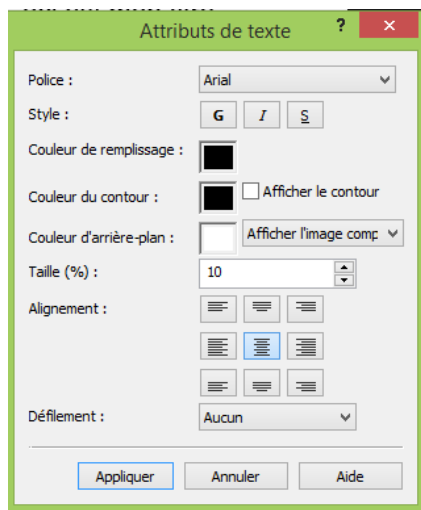 Attributs de texte ?
Police : Arial
Style : G I S
Couleur de remplissage :
Couleur du contour : Afficher le contour
Couleur d'arrière-plan : Afficher l'image comp
Taille (%) : 10
Alignement :
Défilement : Aucun
Appliquer Annuler Aide